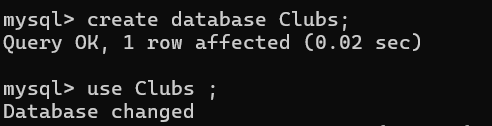 mysql> create database Clubs;
Query OK, 1 row affected (0.02 sec)
mysql> use Clubs ;
Database changed